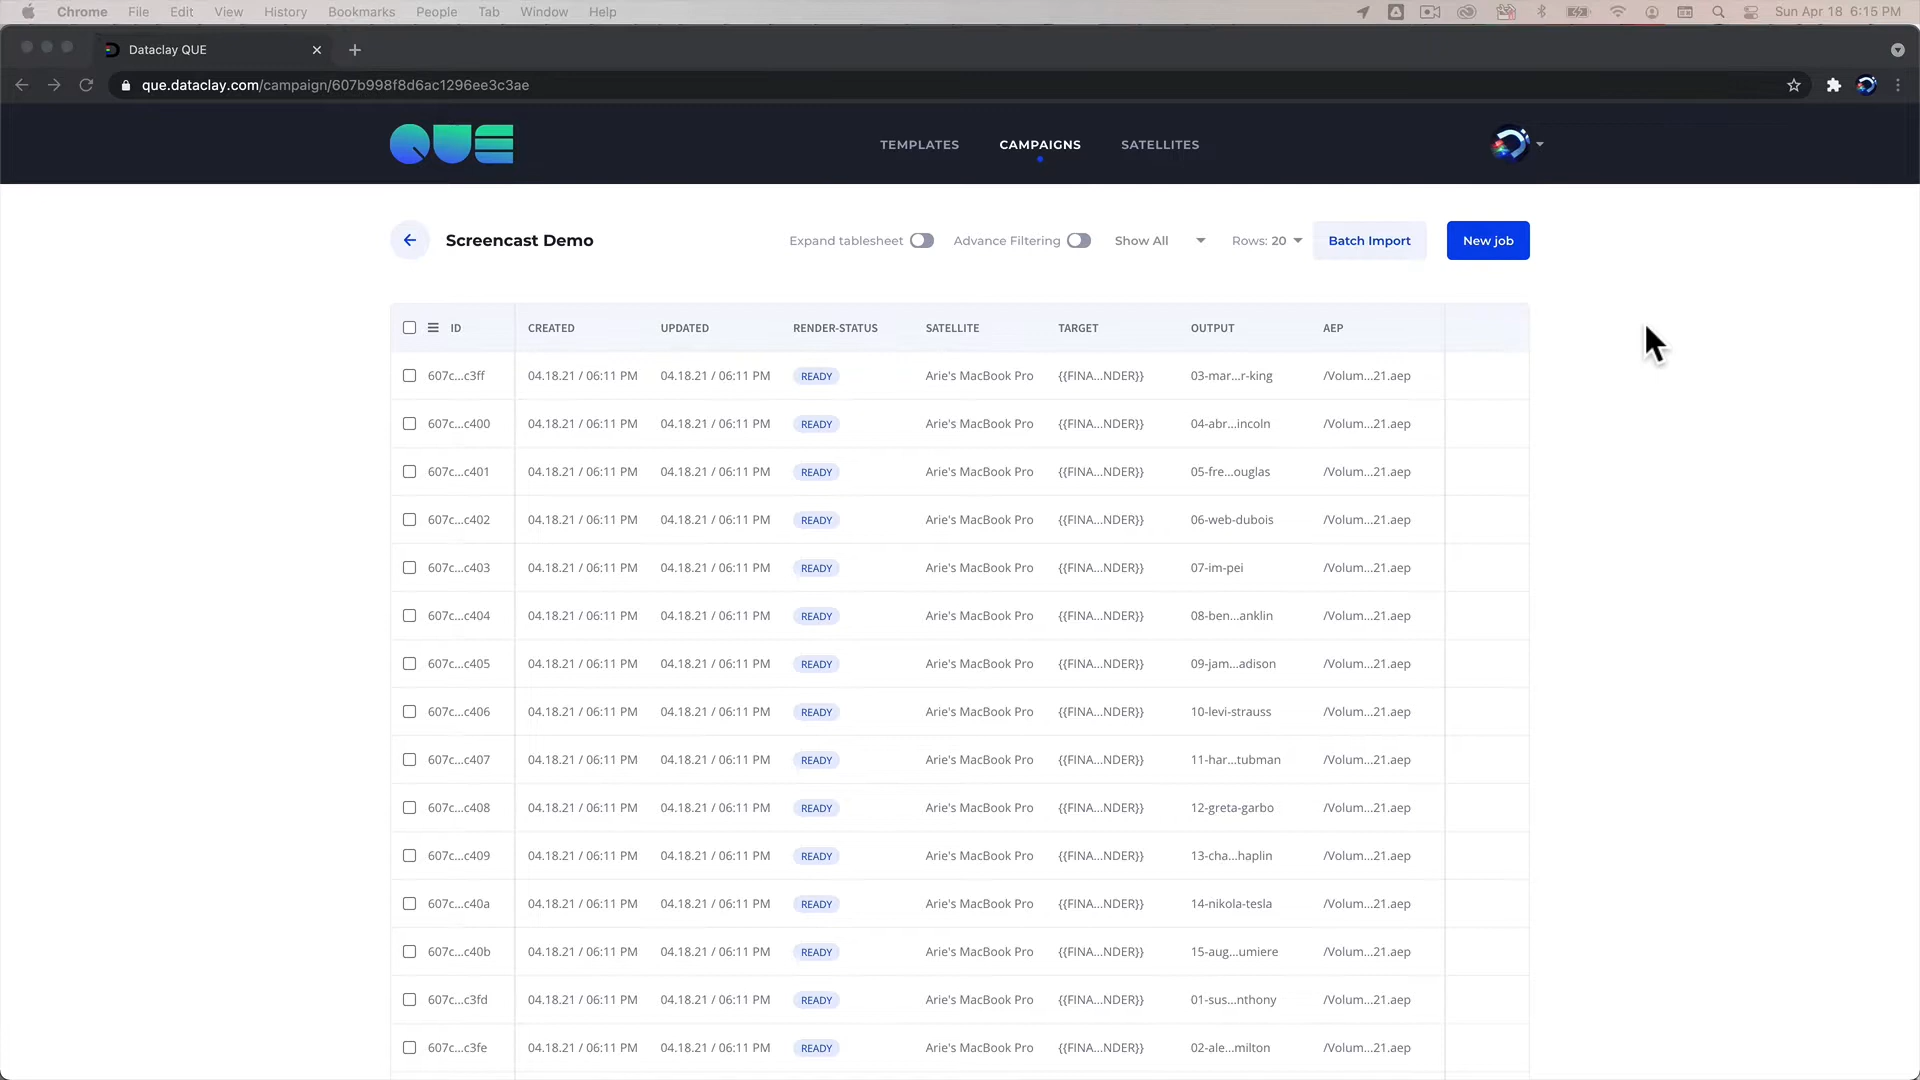 Chrome File Edit View History Bookmarks People Tab Window Help Sun Apr 18 6:15 PM
Dataclay QUE
que.dataclay.com/campaign/607b998f8d6ac1296ee3c3ae
QUE TEMPLATES CAMPAIGNS SATELLITES
Screencast Demo Expand tablesheet Advance Filtering Show All Rows: 20 Batch Import New job
ID CREATED UPDATED RENDER-STATUS SATELLITE TARGET OUTPUT AEP
607c...c3ff 04.18.21 / 06:11 PM 04.18.21 / 06:11 PM READY Arie's MacBook Pro {{FINA...NDER}} 03-mar...r-king /Volum...21.aep
607c...c400 04.18.21 / 06:11 PM 04.18.21 / 06:11 PM READY Arie's MacBook Pro {{FINA...NDER}} 04-abr...incoln /Volum...21.aep
607c...c401 04.18.21 / 06:11 PM 04.18.21 / 06:11 PM READY Arie's MacBook Pro {{FINA...NDER}} 05-fre...ouglas /Volum...21.aep
607c...c402 04.18.21 / 06:11 PM 04.18.21 / 06:11 PM READY Arie's MacBook Pro {{FINA...NDER}} 06-web-dubois /Volum...21.aep
607c...c403 04.18.21 / 06:11 PM 04.18.21 / 06:11 PM READY Arie's MacBook Pro {{FINA...NDER}} 07-im-pei /Volum...21.aep
607c...c404 04.18.21 / 06:11 PM 04.18.21 / 06:11 PM READY Arie's MacBook Pro {{FINA...NDER}} 08-ben...anklin /Volum...21.aep
607c...c405 04.18.21 / 06:11 PM 04.18.21 / 06:11 PM READY Arie's MacBook Pro {{FINA...NDER}} 09-jam...adison /Volum...21.aep
607c...c406 04.18.21 / 06:11 PM 04.18.21 / 06:11 PM READY Arie's MacBook Pro {{FINA...NDER}} 10-levi-strauss /Volum...21.aep
607c...c407 04.18.21 / 06:11 PM 04.18.21 / 06:11 PM READY Arie's MacBook Pro {{FINA...NDER}} 11-har...tubman /Volum...21.aep
607c...c408 04.18.21 / 06:11 PM 04.18.21 / 06:11 PM READY Arie's MacBook Pro {{FINA...NDER}} 12-greta-garbo /Volum...21.aep
607c...c409 04.18.21 / 06:11 PM 04.18.21 / 06:11 PM READY Arie's MacBook Pro {{FINA...NDER}} 13-cha...haplin /Volum...21.aep
607c...c40a 04.18.21 / 06:11 PM 04.18.21 / 06:11 PM READY Arie's MacBook Pro {{FINA...NDER}} 14-nikola-tesla /Volum...21.aep
607c...c40b 04.18.21 / 06:11 PM 04.18.21 / 06:11 PM READY Arie's MacBook Pro {{FINA...NDER}} 15-aug...umiere /Volum...21.aep
607c...c3fd 04.18.21 / 06:11 PM 04.18.21 / 06:11 PM READY Arie's MacBook Pro {{FINA...NDER}} 01-sus...nthony /Volum...21.aep
607c...c3fe 04.18.21 / 06:11 PM 04.18.21 / 06:11 PM READY Arie's MacBook Pro {{FINA...NDER}} 02-ale...milton /Volum...21.aep